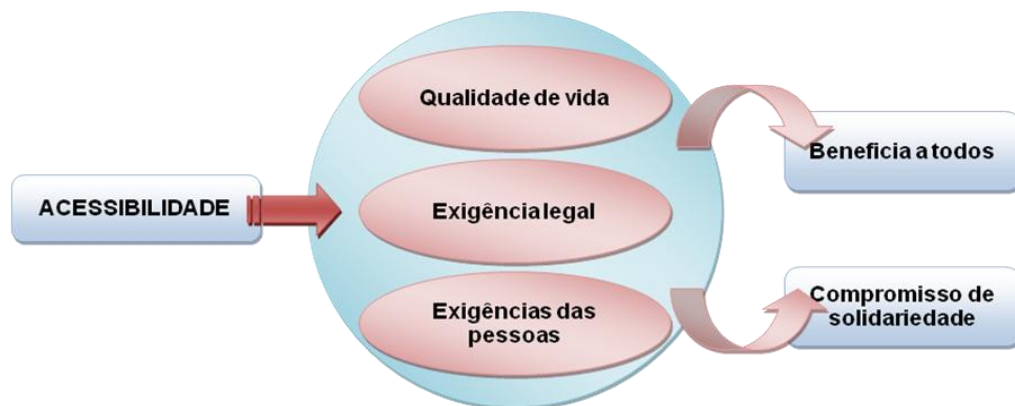 ACESSIBILIDADE
Qualidade de vida
Exigência legal
Exigências das
pessoas
Beneficia a todos
Compromisso de
solidariedade